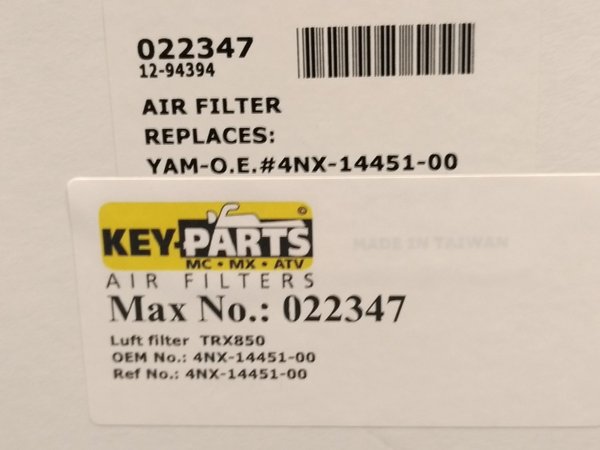 022347
12-94394
AIR FILTER
REPLACES:
YAM-O.E.#4NX-14451-00
©
KEY-PARTS
MC • MX • ATV
AIR FILTERS
MADE IN TAIWAN
Max No.: 022347
Luft filter TRX850
OEM No.: 4NX-14451-00
Ref No.: 4NX-14451-00